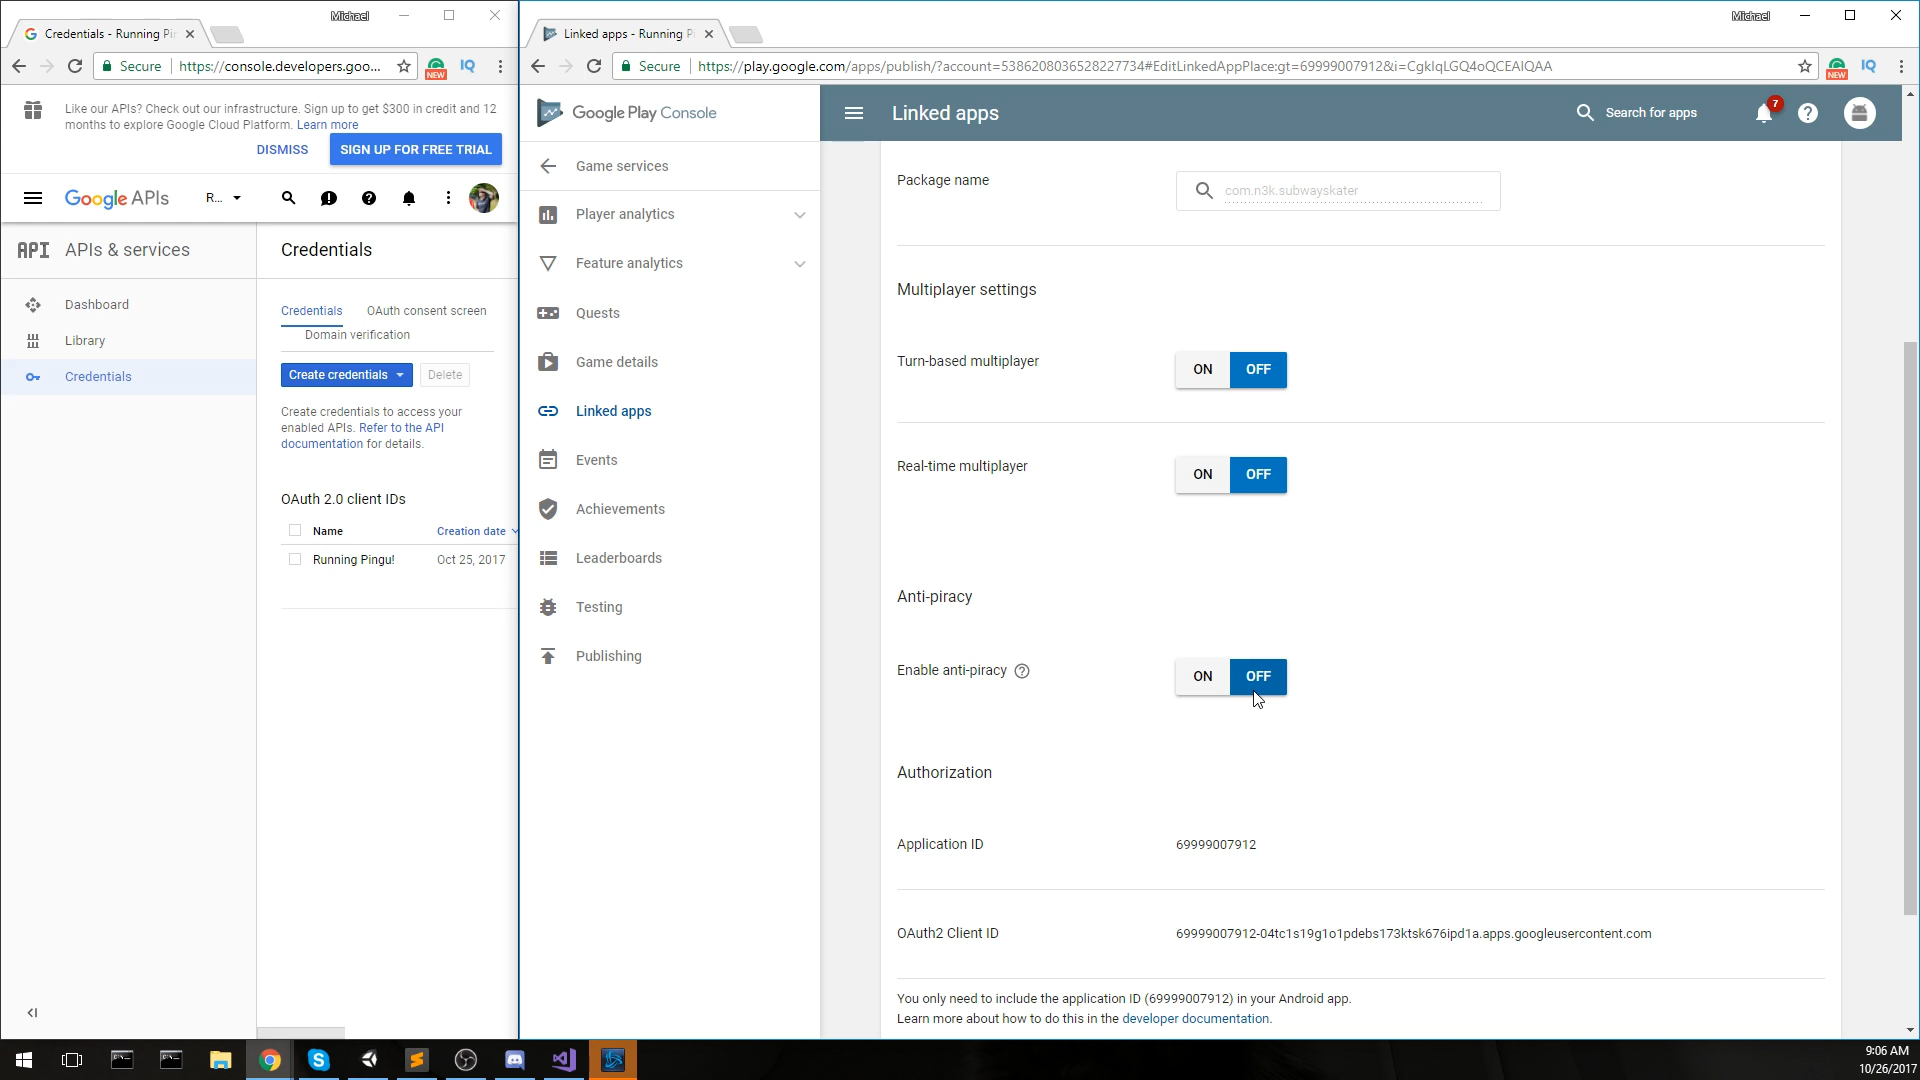 Michael
Credentials - Running Pi
Secure
https://console.developers.goo...
NEW
IQ
Like our APIs? Check out our infrastructure. Sign up to get $300 in credit and 12
months to explore Google Cloud Platform. Learn more
DISMISS
SIGN UP FOR FREE TRIAL
Google APIs
R...
API
APIs & services
Dashboard
Library
Credentials
Credentials
Credentials
OAuth consent screen
Domain verification
Create credentials
Delete
Create credentials to access your
enabled APIs. Refer to the API
documentation for details.
OAuth 2.0 client IDs
Name
Creation date
Running Pingu!
Oct 25, 2017
Michael
Linked apps - Running P
Secure
https://play.google.com/apps/publish/?account=5386208036528227734#EditLinkedAppPlace:gt=69999007912&i=CgkIqLGQ4oQCEAIQAA
NEW
IQ
Google Play Console
Linked apps
Search for apps
7
Game services
Player analytics
Feature analytics
Quests
Game details
Linked apps
Events
Achievements
Leaderboards
Testing
Publishing
Package name
com.n3k.subwayskater
Multiplayer settings
Turn-based multiplayer
ON OFF
Real-time multiplayer
ON OFF
Anti-piracy
Enable anti-piracy
ON OFF
Authorization
Application ID
69999007912
OAuth2 Client ID
69999007912-04tc1s19g1o1pdebs173ktsk676ipd1a.apps.googleusercontent.com
You only need to include the application ID (69999007912) in your Android app.
Learn more about how to do this in the developer documentation.
9:06 AM
10/26/2017